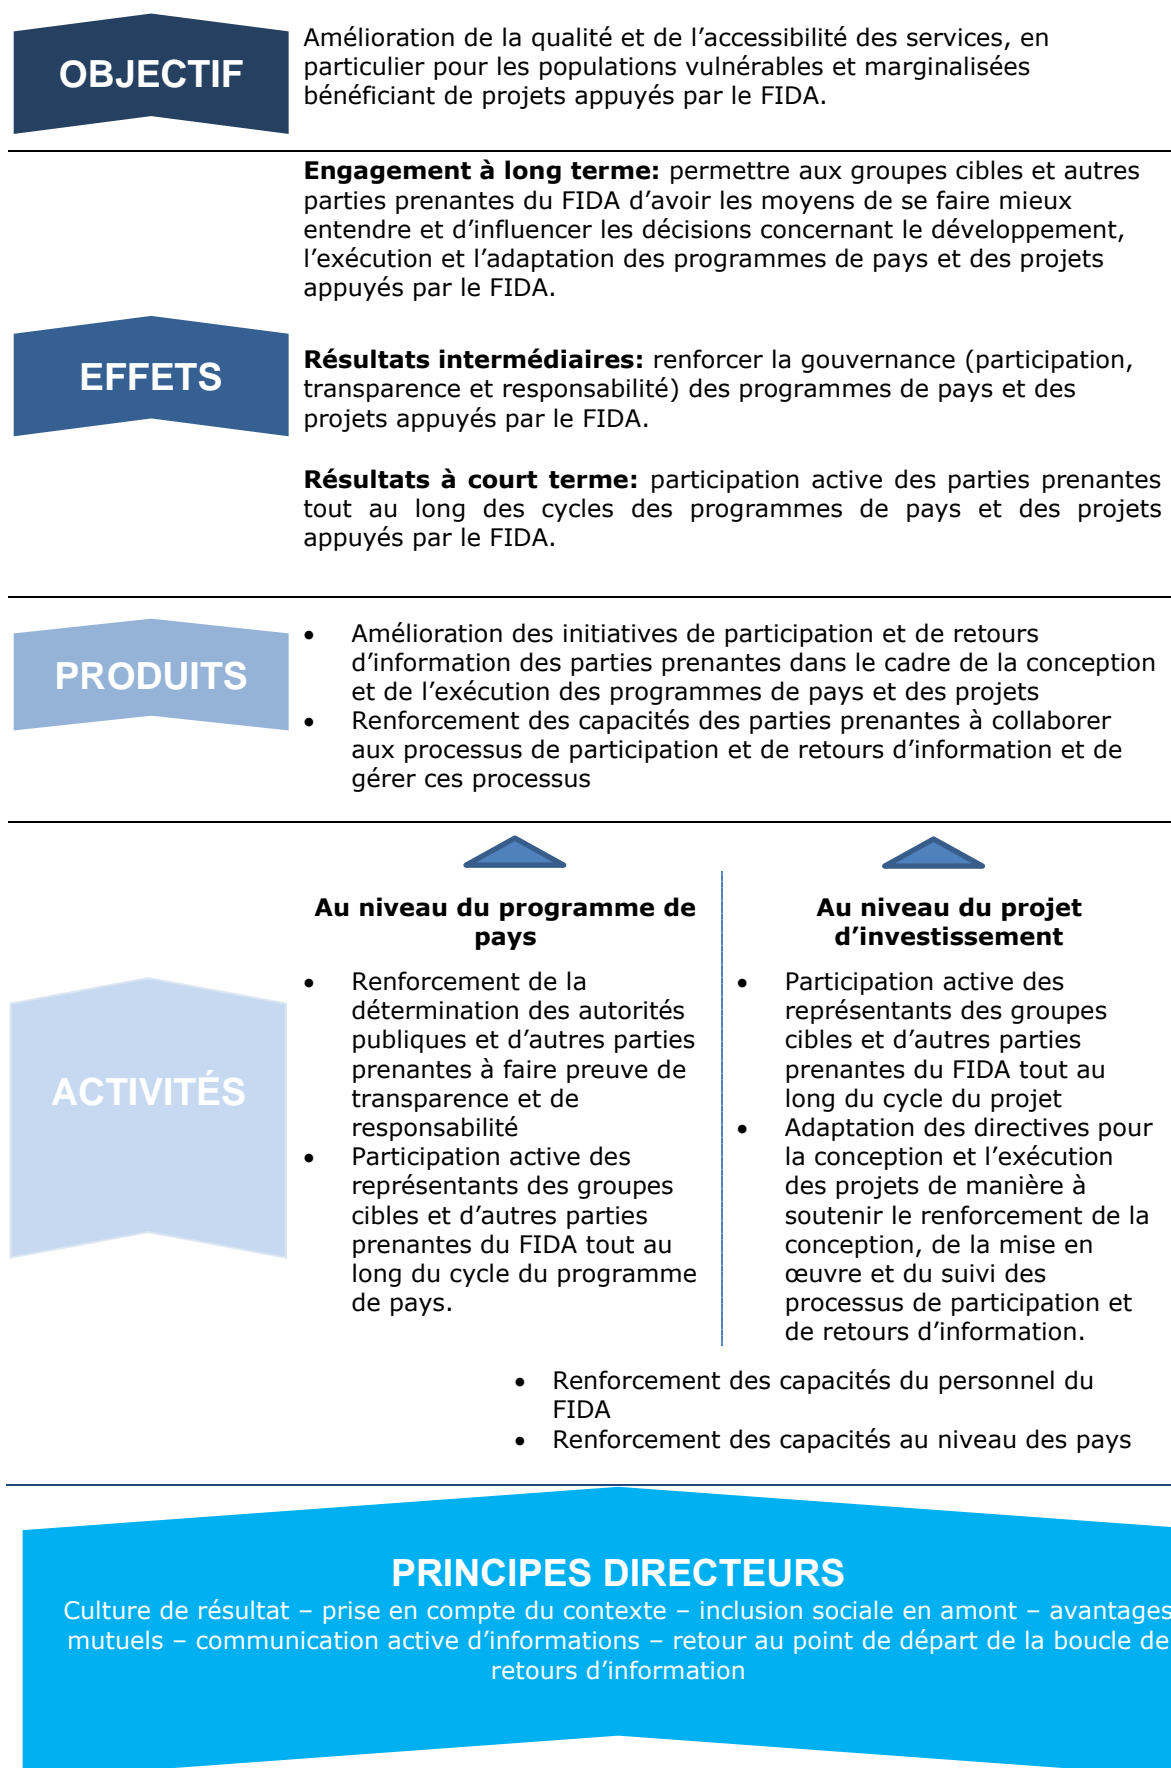 OBJECTIF
Amélioration de la qualité et de l’accessibilité des services, en
particulier pour les populations vulnérables et marginalisées
bénéficiant de projets appuyés par le FIDA.
Engagement à long terme: permettre aux groupes cibles et autres
parties prenantes du FIDA d’avoir les moyens de se faire mieux
entendre et d’influencer les décisions concernant le développement,
l’exécution et l’adaptation des programmes de pays et des projets
appuyés par le FIDA.
EFFETS
Résultats intermédiaires: renforcer la gouvernance (participation,
transparence et responsabilité) des programmes de pays et des
projets appuyés par le FIDA.
Résultats à court terme: participation active des parties prenantes
tout au long des cycles des programmes de pays et des projets
appuyés par le FIDA.
PRODUITS
• Amélioration des initiatives de participation et de retours
d’information des parties prenantes dans le cadre de la conception
et de l’exécution des programmes de pays et des projets
• Renforcement des capacités des parties prenantes à collaborer
aux processus de participation et de retours d’information et de
gérer ces processus
ACTIVITÉS
Au niveau du programme de
pays
• Renforcement de la
détermination des autorités
publiques et d’autres parties
prenantes à faire preuve de
transparence et de
responsabilité
• Participation active des
représentants des groupes
cibles et d’autres parties
prenantes du FIDA tout au
long du cycle du programme
de pays.
Au niveau du projet
d’investissement
• Participation active des
représentants des groupes
cibles et d’autres parties
prenantes du FIDA tout au
long du cycle du projet
• Adaptation des directives pour
la conception et l’exécution
des projets de manière à
soutenir le renforcement de la
conception, de la mise en
œuvre et du suivi des
processus de participation et
de retours d’information.
• Renforcement des capacités du personnel du
FIDA
• Renforcement des capacités au niveau des pays
PRINCIPES DIRECTEURS
Culture de résultat – prise en compte du contexte – inclusion sociale en amont – avantages
mutuels – communication active d’informations – retour au point de départ de la boucle de
retours d’information